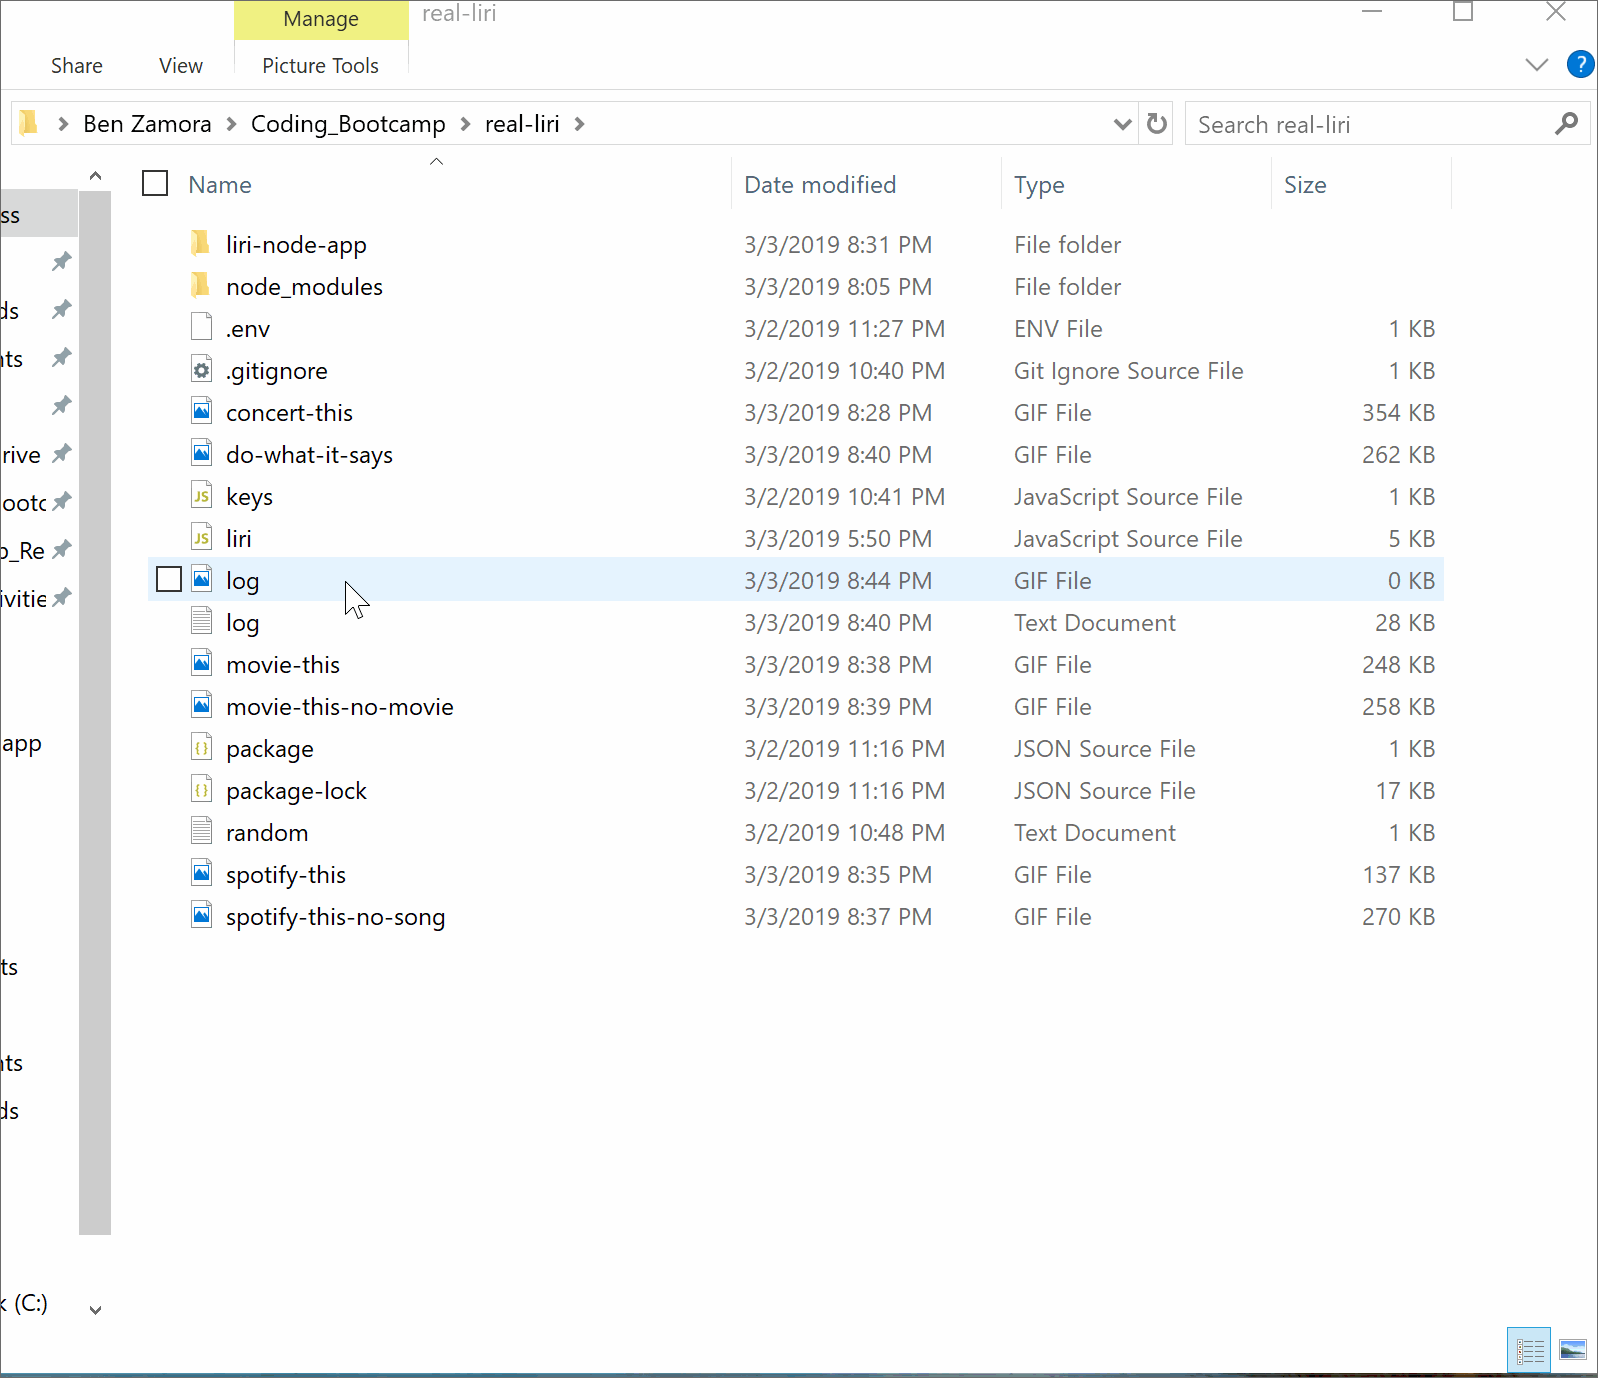 Manage real-liri
Share View Picture Tools ?
Ben Zamora Coding_Bootcamp real-liri Search real-liri
Name Date modified Type Size
liri-node-app 3/3/2019 8:31 PM File folder
node_modules 3/3/2019 8:05 PM File folder
.env 3/2/2019 11:27 PM ENV File 1 KB
.gitignore 3/2/2019 10:40 PM Git Ignore Source File 1 KB
concert-this 3/3/2019 8:28 PM GIF File 354 KB
do-what-it-says 3/3/2019 8:40 PM GIF File 262 KB
JS keys 3/2/2019 10:41 PM JavaScript Source File 1 KB
JS liri 3/3/2019 5:50 PM JavaScript Source File 5 KB
log 3/3/2019 8:44 PM GIF File 0 KB
log 3/3/2019 8:40 PM Text Document 28 KB
movie-this 3/3/2019 8:38 PM GIF File 248 KB
movie-this-no-movie 3/3/2019 8:39 PM GIF File 258 KB
{} package 3/2/2019 11:16 PM JSON Source File 1 KB
{} package-lock 3/2/2019 11:16 PM JSON Source File 17 KB
random 3/2/2019 10:48 PM Text Document 1 KB
spotify-this 3/3/2019 8:35 PM GIF File 137 KB
spotify-this-no-song 3/3/2019 8:37 PM GIF File 270 KB
ss
ds
nts
rive
ootc
p_Re
ivitie
app
ts
nts
ds
k (C:)